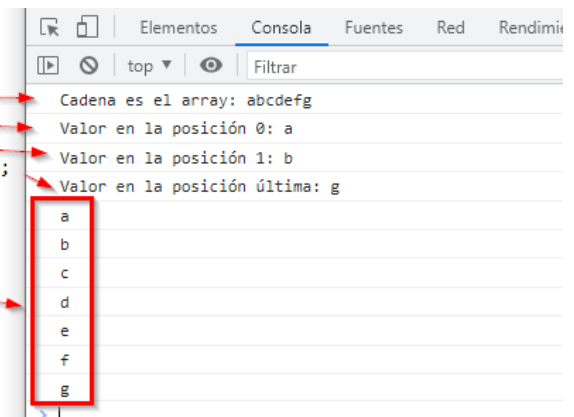 Elementos Consola Fuentes Red
top ▼ Filtrar
Cadena es el array: abcdefg
Valor en la posición 0: a
Valor en la posición 1: b
;
Valor en la posición última: g
a
b
c
d
e
f
g
>